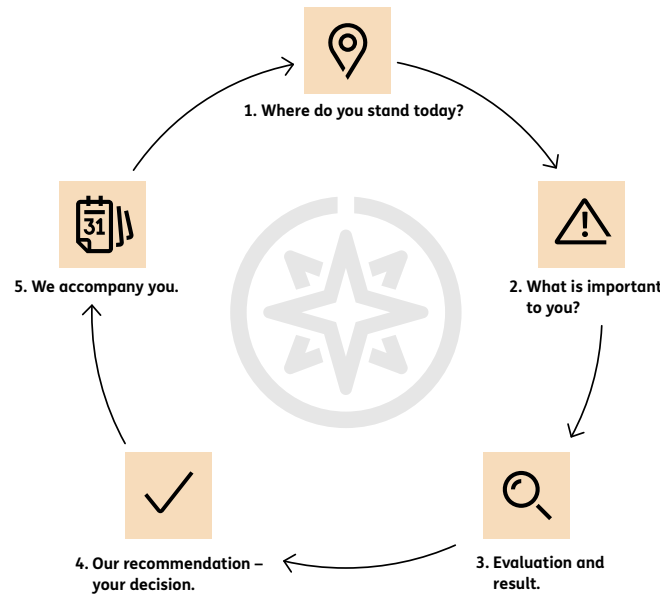 1. Where do you stand today?
31
5. We accompany you.
2. What is important
to you?
4. Our recommendation –
your decision.
3. Evaluation and
result.